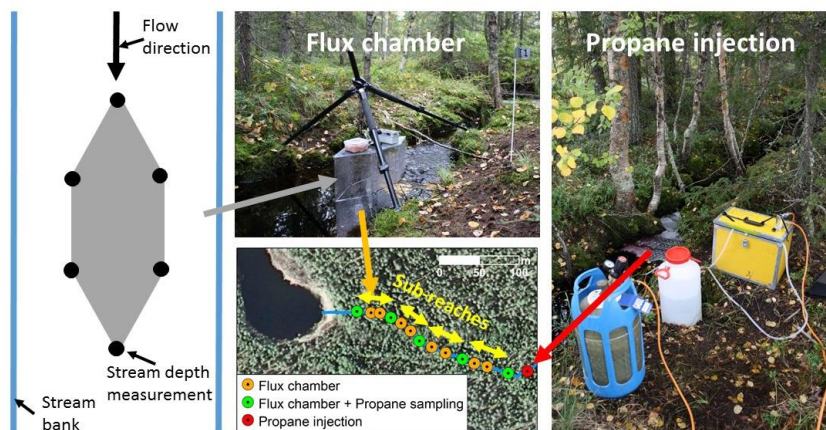 Flow
direction
Stream depth
measurement
Stream
bank
Flux chamber
Propane injection
m
0 50 100
Sub-reaches
Flux chamber
Flux chamber + Propane sampling
Propane injection